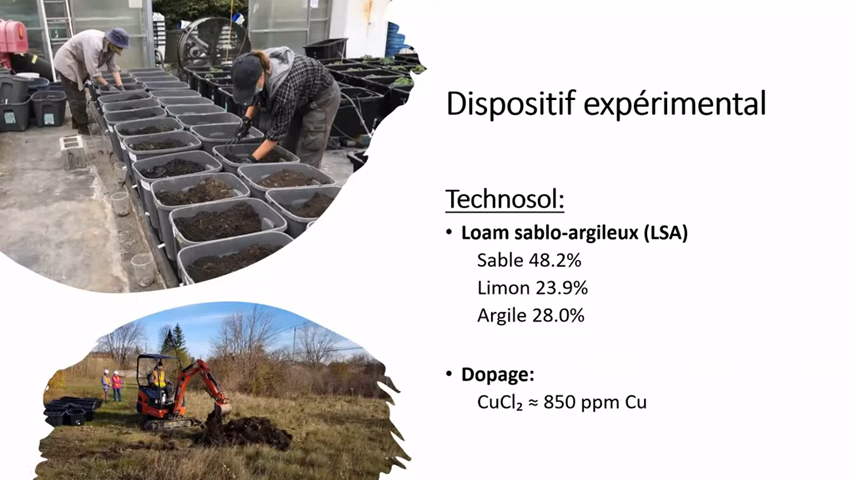 Dispositif expérimental
Technosol:
• Loam sablo-argileux (LSA)
Sable 48.2%
Limon 23.9%
Argile 28.0%
• Dopage:
CuCl₂ ≈ 850 ppm Cu